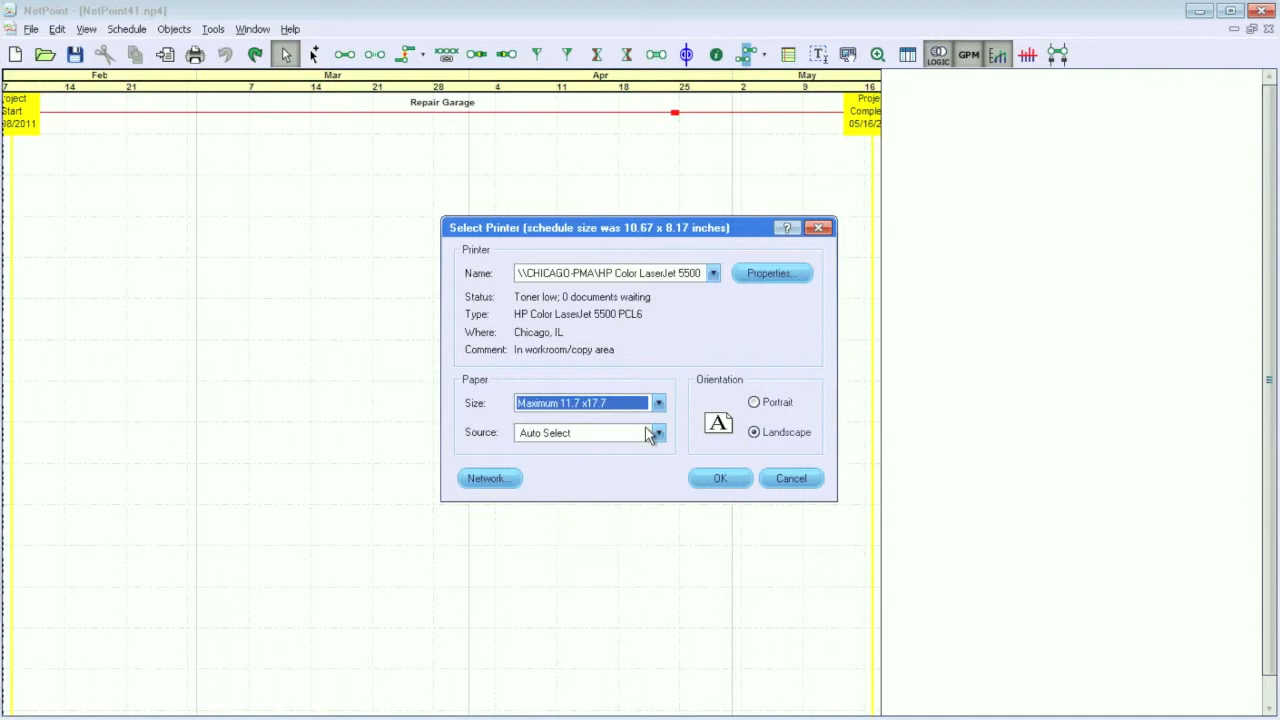 NetPoint - [NetPoint41.np4]
File Edit View Schedule Objects Tools Window Help
LOGIC GPM
Feb Mar Apr May
7 14 21 7 14 21 28 4 11 18 25 2 9 16
roject Repair Garage Proje
Start Comple
08/2011 05/16/2
Select Printer (schedule size was 10.67 x 8.17 inches)
Printer
Name: \\CHICAGO-PMA\HP Color LaserJet 5500 Properties...
Status: Toner low; 0 documents waiting
Type: HP Color LaserJet 5500 PCL6
Where: Chicago, IL
Comment: In workroom/copy area
Paper Orientation
Size: Maximum 11.7 x17.7 Portrait
A
Source: Auto Select Landscape
Network... OK Cancel